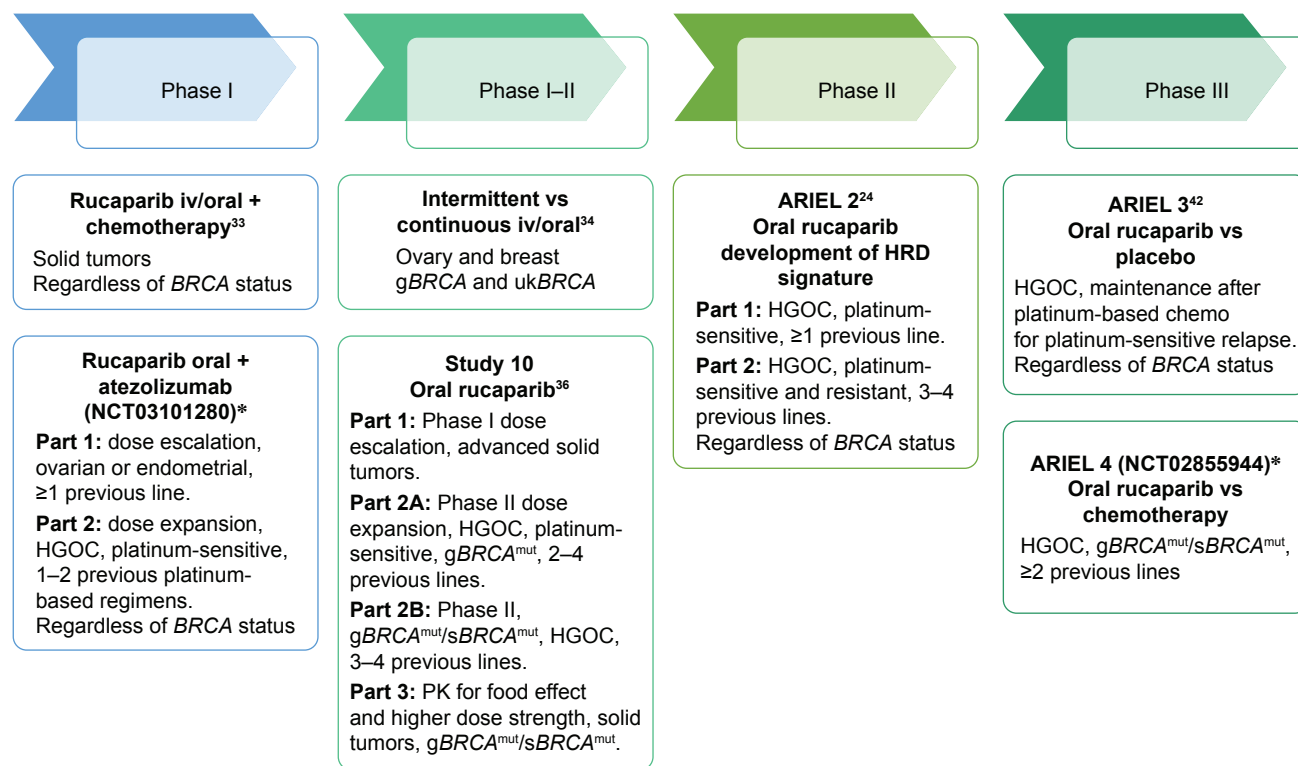 Phase I
Phase I–II
Phase II
Phase III
Rucaparib iv/oral +
chemotherapy³³
Solid tumors
Regardless of BRCA status
Rucaparib oral +
atezolizumab
(NCT03101280)*
Part 1: dose escalation,
ovarian or endometrial,
≥1 previous line.
Part 2: dose expansion,
HGOC, platinum-sensitive,
1–2 previous platinum-
based regimens.
Regardless of BRCA status
Intermittent vs
continuous iv/oral³⁴
Ovary and breast
gBRCA and ukBRCA
Study 10
Oral rucaparib³⁶
Part 1: Phase I dose
escalation, advanced solid
tumors.
Part 2A: Phase II dose
expansion, HGOC, platinum-
sensitive, gBRCAᵐᵘᵗ, 2–4
previous lines.
Part 2B: Phase II,
gBRCAᵐᵘᵗ/sBRCAᵐᵘᵗ, HGOC,
3–4 previous lines.
Part 3: PK for food effect
and higher dose strength, solid
tumors, gBRCAᵐᵘᵗ/sBRCAᵐᵘᵗ.
ARIEL 2²⁴
Oral rucaparib
development of HRD
signature
Part 1: HGOC, platinum-
sensitive, ≥1 previous line.
Part 2: HGOC, platinum-
sensitive and resistant, 3–4
previous lines.
Regardless of BRCA status
ARIEL 3⁴²
Oral rucaparib vs
placebo
HGOC, maintenance after
platinum-based chemo
for platinum-sensitive relapse.
Regardless of BRCA status
ARIEL 4 (NCT02855944)*
Oral rucaparib vs
chemotherapy
HGOC, gBRCAᵐᵘᵗ/sBRCAᵐᵘᵗ,
≥2 previous lines